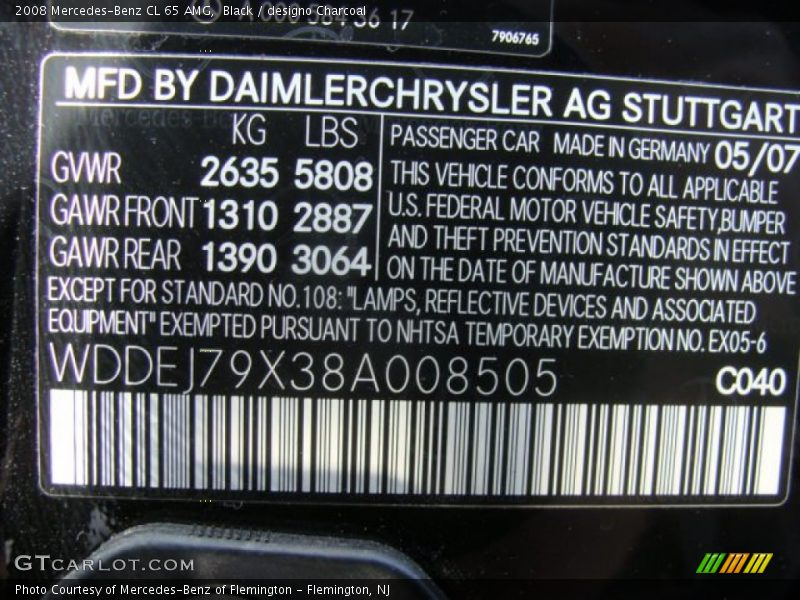 2008 Mercedes-Benz CL 65 AMG, Black / designo Charcoal
7906765
MFD BY DAIMLERCHRYSLER AG STUTTGART
KG LBS
GVWR 2635 5808
GAWR FRONT 1310 2887
GAWR REAR 1390 3064
PASSENGER CAR MADE IN GERMANY 05/07
THIS VEHICLE CONFORMS TO ALL APPLICABLE
U.S. FEDERAL MOTOR VEHICLE SAFETY,BUMPER
AND THEFT PREVENTION STANDARDS IN EFFECT
ON THE DATE OF MANUFACTURE SHOWN ABOVE
EXCEPT FOR STANDARD NO.108: "LAMPS, REFLECTIVE DEVICES AND ASSOCIATED
EQUIPMENT" EXEMPTED PURSUANT TO NHTSA TEMPORARY EXEMPTION NO. EX05-6
WDDEJ79X38A008505
C040
GTCARLOT.COM
Photo Courtesy of Mercedes-Benz of Flemington - Flemington, NJ